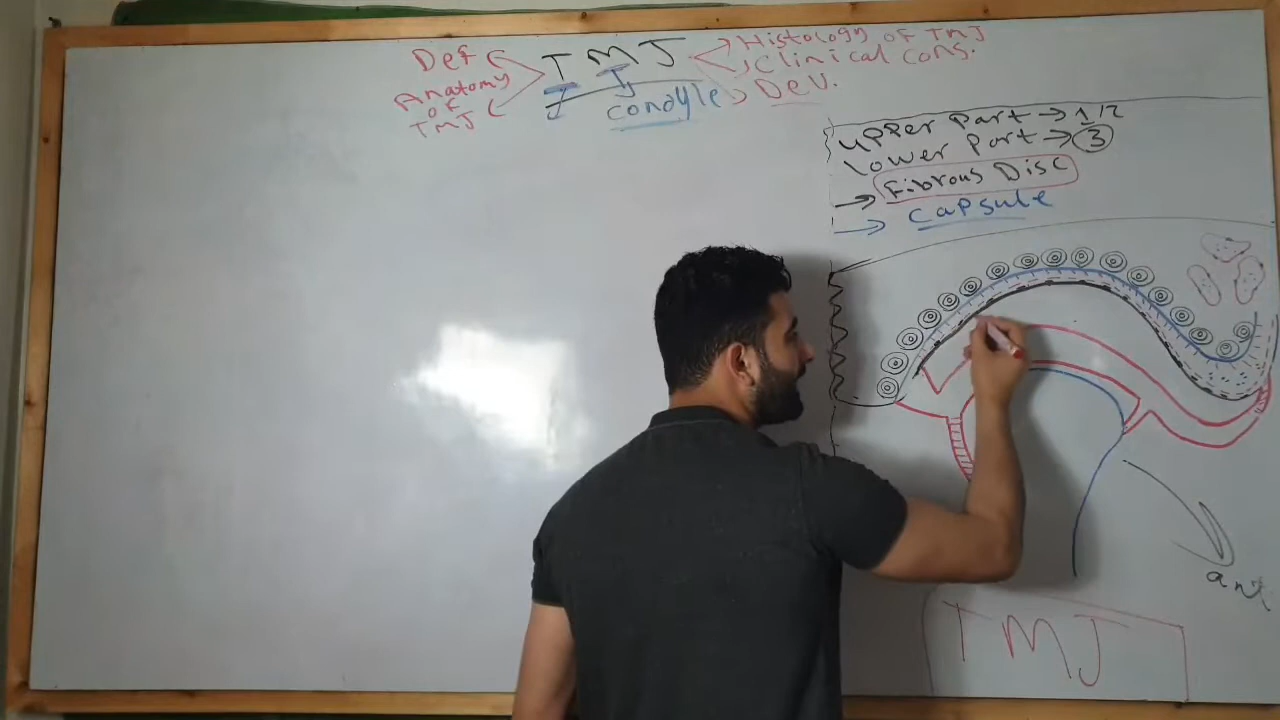 Def
Anatomy
of
TMJ
TMJ
Histology of TMJ
Clinical Cons.
Dev.
condyle
upper Part → 1/2
lower Part → 3
→ Fibrous Disc
→ capsule
ant
TMJ